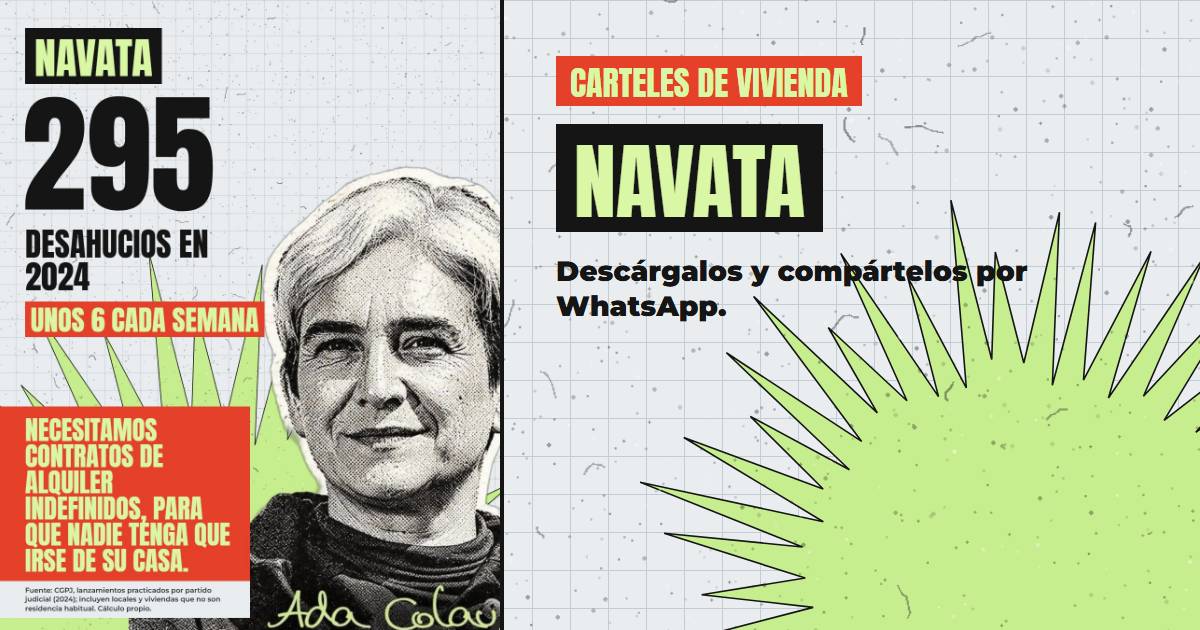 NAVATA
295
DESAHUCIOS EN
2024
UNOS 6 CADA SEMANA
NECESITAMOS
CONTRATOS DE
ALQUILER
INDEFINIDOS, PARA
QUE NADIE TENGA QUE
IRSE DE SU CASA.
Fuente: CGPJ, lanzamientos practicados por partido
judicial (2024); incluyen locales y viviendas que no son
residencia habitual. Cálculo propio.
Ada Colau
CARTELES DE VIVIENDA
NAVATA
Descárgalos y compártelos por
WhatsApp.